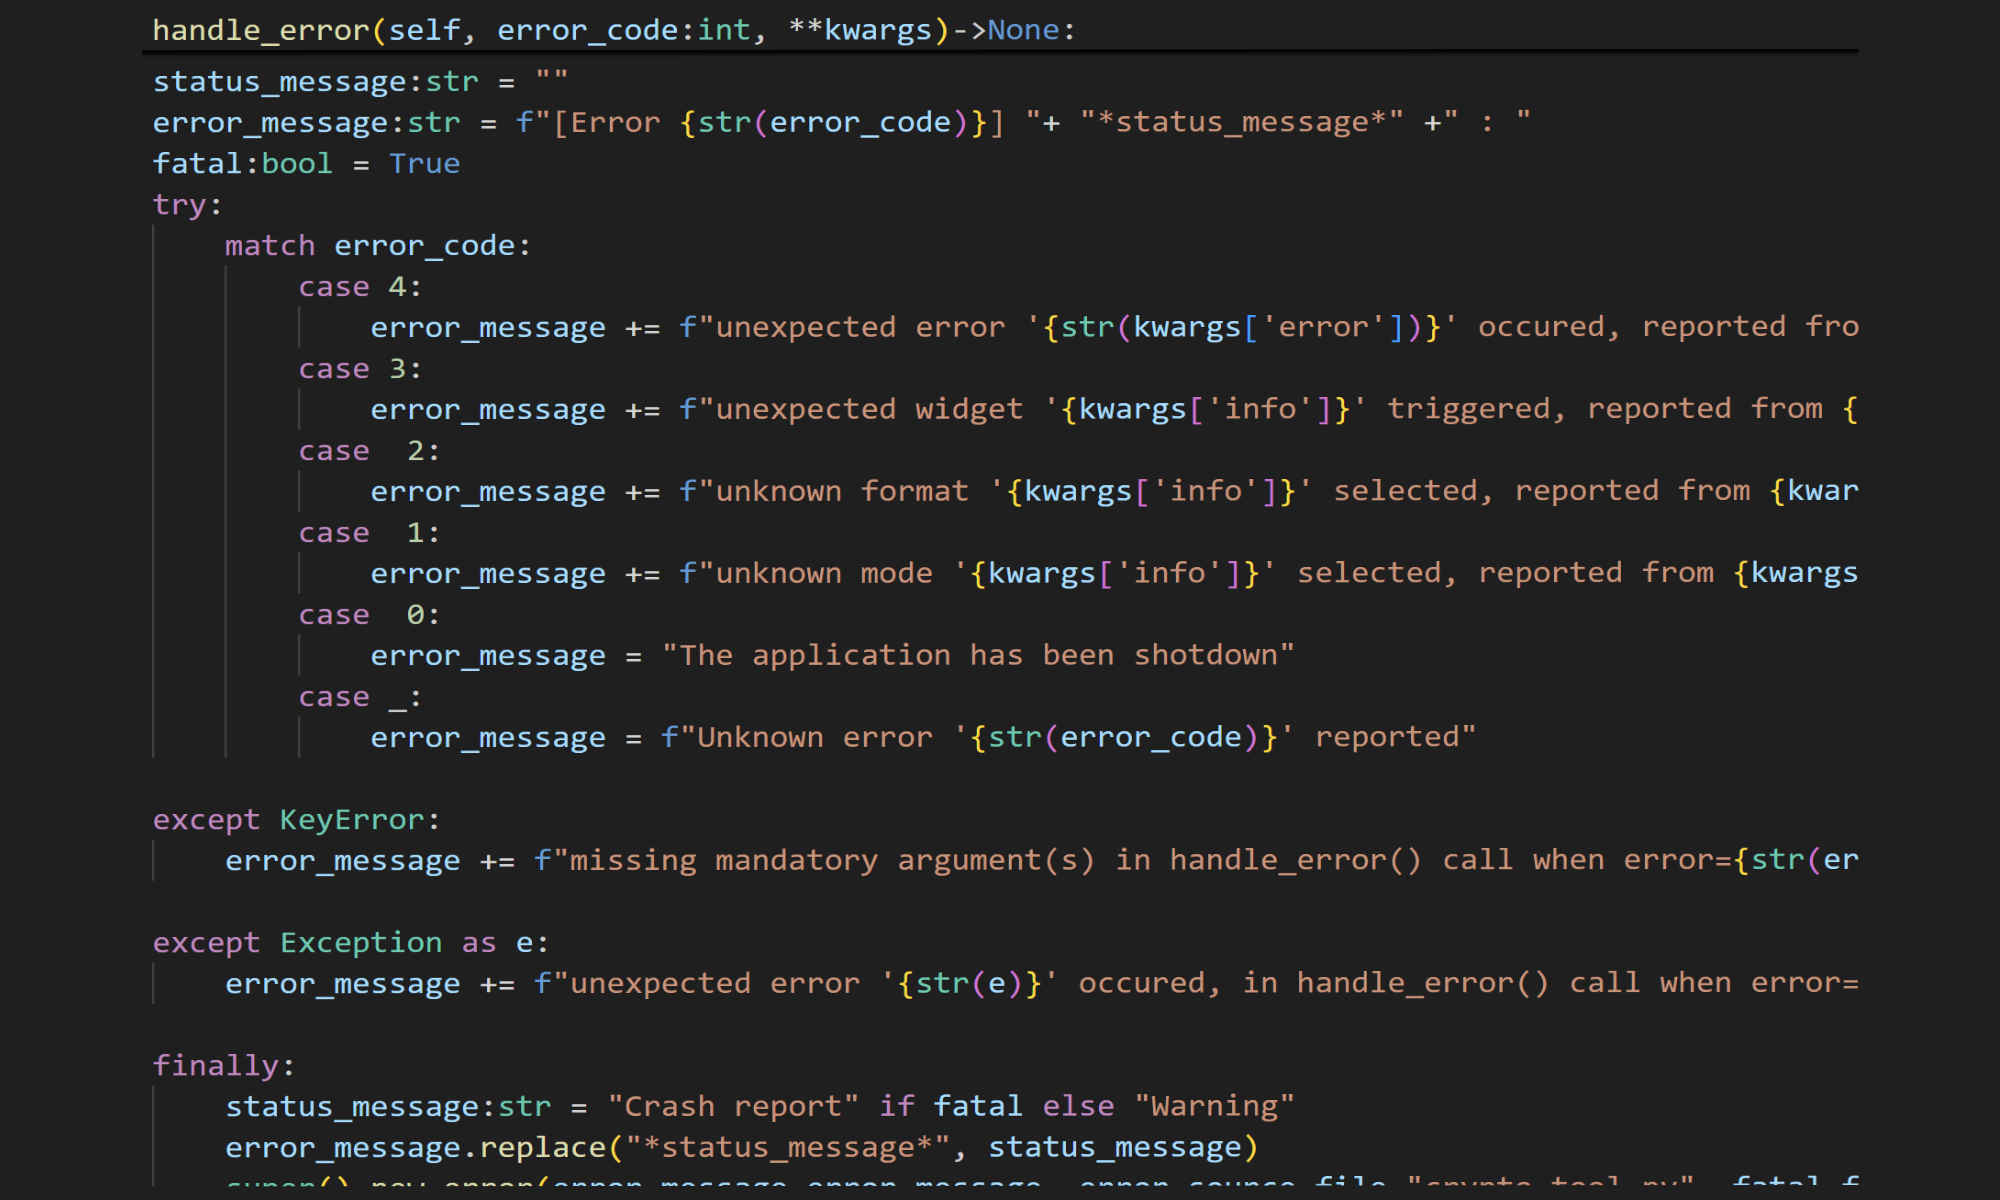 handle_error(self, error_code:int, **kwargs)->None:
status_message:str = ""
error_message:str = f"[Error {str(error_code)}] "+ "*status_message*" +" : "
fatal:bool = True
try:
match error_code:
case 4:
error_message += f"unexpected error '{str(kwargs['error'])}' occured, reported fro
case 3:
error_message += f"unexpected widget '{kwargs['info']}' triggered, reported from {
case  2:
error_message += f"unknown format '{kwargs['info']}' selected, reported from {kwar
case  1:
error_message += f"unknown mode '{kwargs['info']}' selected, reported from {kwargs
case  0:
error_message = "The application has been shotdown"
case _:
error_message = f"Unknown error '{str(error_code)}' reported"
except KeyError:
error_message += f"missing mandatory argument(s) in handle_error() call when error={str(er
except Exception as e:
error_message += f"unexpected error '{str(e)}' occured, in handle_error() call when error=
finally:
status_message:str = "Crash report" if fatal else "Warning"
error_message.replace("*status_message*", status_message)